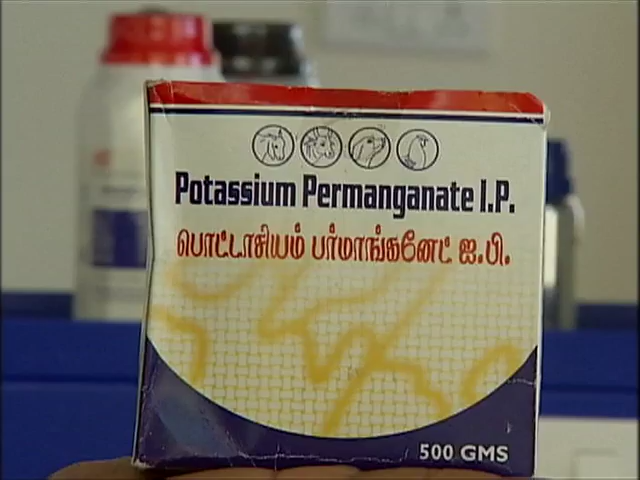 Potassium Permanganate I.P.
பொட்டாசியம் பர்மாங்கனேட் ஐ.பி.
500 GMS